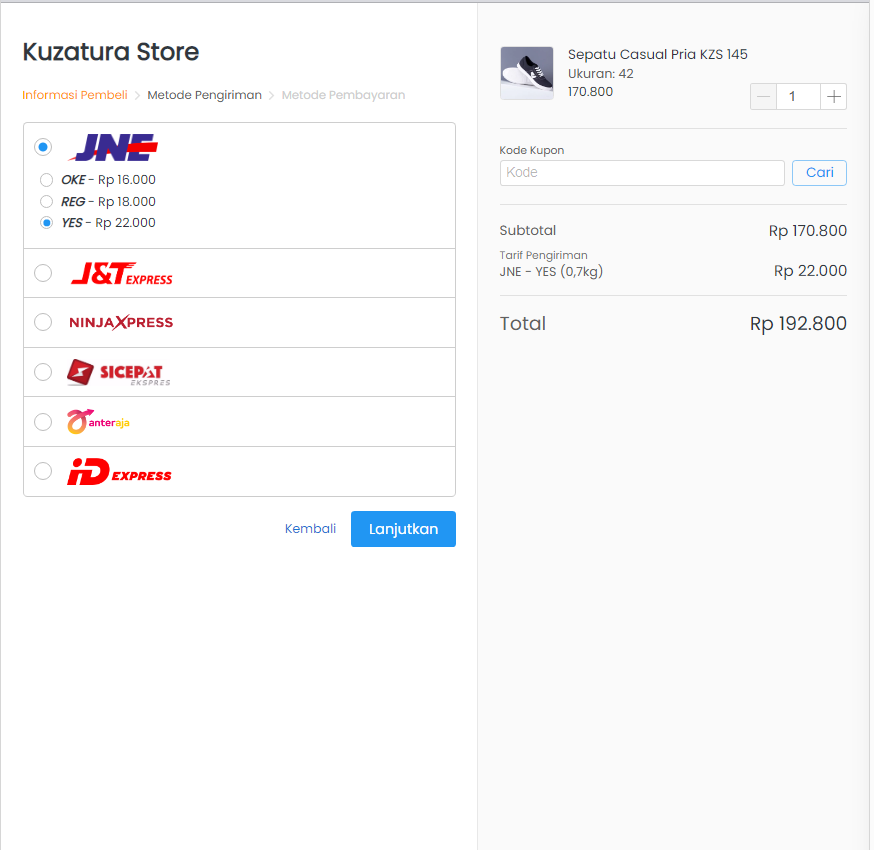 Kuzatura Store
Informasi Pembeli > Metode Pengiriman > Metode Pembayaran
JNE
OKE - Rp 16.000
REG - Rp 18.000
YES - Rp 22.000
J&T EXPRESS
NINJAXPRESS
SICEPAT
EKSPRES
anteraja
iD EXPRESS
Kembali
Lanjutkan
Sepatu Casual Pria KZS 145
Ukuran: 42
170.800
1
Kode Kupon
Kode
Cari
Subtotal Rp 170.800
Tarif Pengiriman
JNE - YES (0,7kg) Rp 22.000
Total Rp 192.800